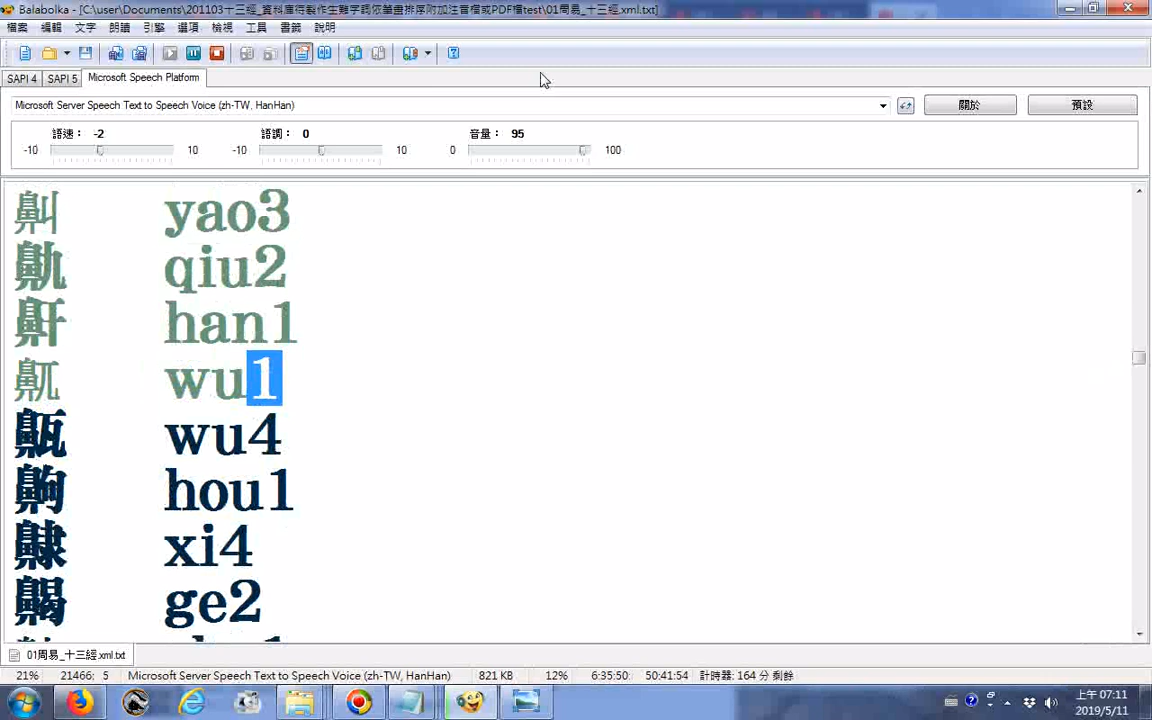 Balabolka - [C:\user\Documents\201103十三經_資料庫待製作生難字詞依筆畫排序附加注音檔或PDF檔test\01周易_十三經.xml.txt]
檔案 編輯 文字 朗讀 引擎 選項 檢視 工具 書籤 說明
SAPI 4 SAPI 5 Microsoft Speech Platform
Microsoft Server Speech Text to Speech Voice (zh-TW, HanHan) 關於 預設
語速： -2 語調： 0 音量： 95
-10 10 -10 10 0 100
yao3
鼽 qiu2
鼾 han1
鼿 wu1
wu4
齁 hou1
xi4
ge2
01周易_十三經.xml.txt
21% 21466: 5 Microsoft Server Speech Text to Speech Voice (zh-TW, HanHan) 821 KB 12% 6:35:50 50:41:54 計時器: 164 分 剩餘
上午 07:11
2019/5/11